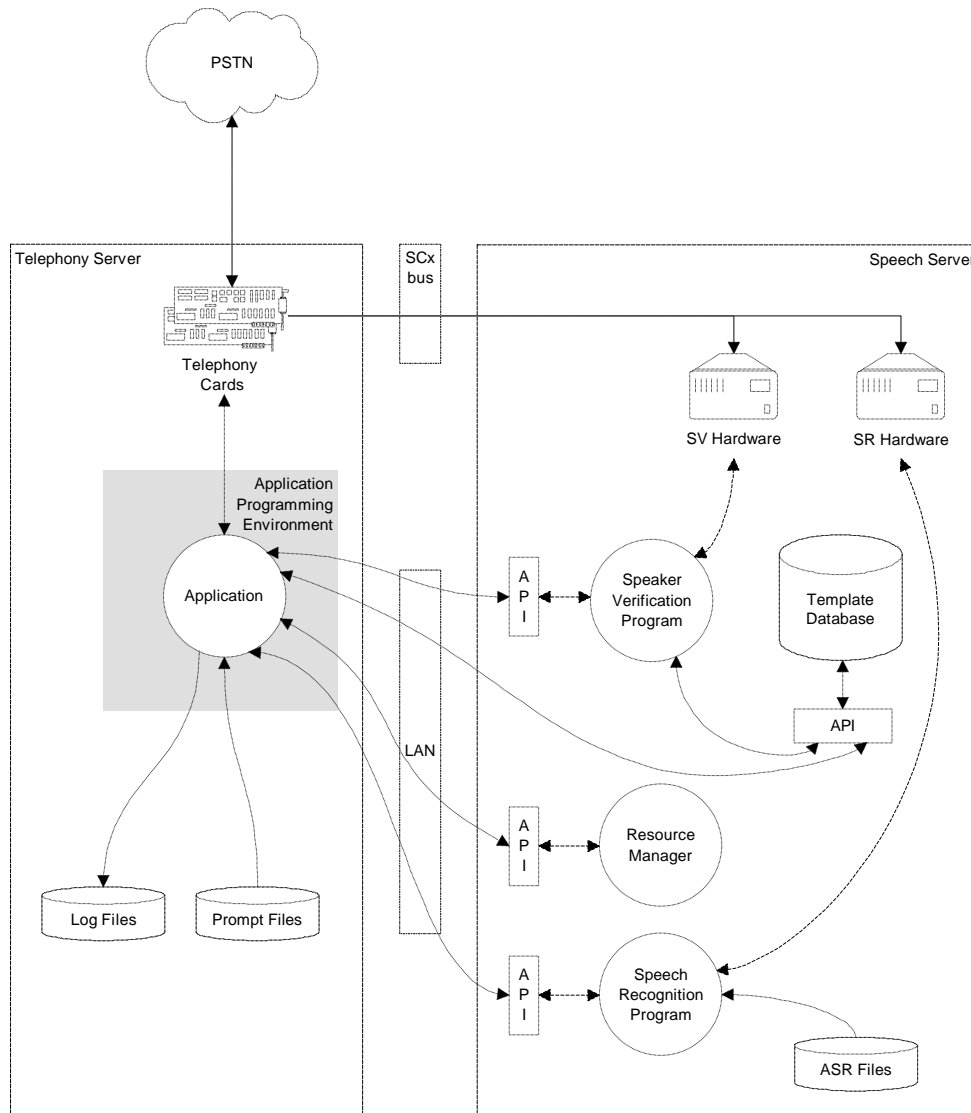 PSTN
Telephony Server
SCx
bus
Speech Server
Telephony
Cards
SV Hardware
SR Hardware
Application
Programming
Environment
Application
A
P
I
Speaker
Verification
Program
Template
Database
API
LAN
A
P
I
Resource
Manager
Log Files
Prompt Files
A
P
I
Speech
Recognition
Program
ASR Files